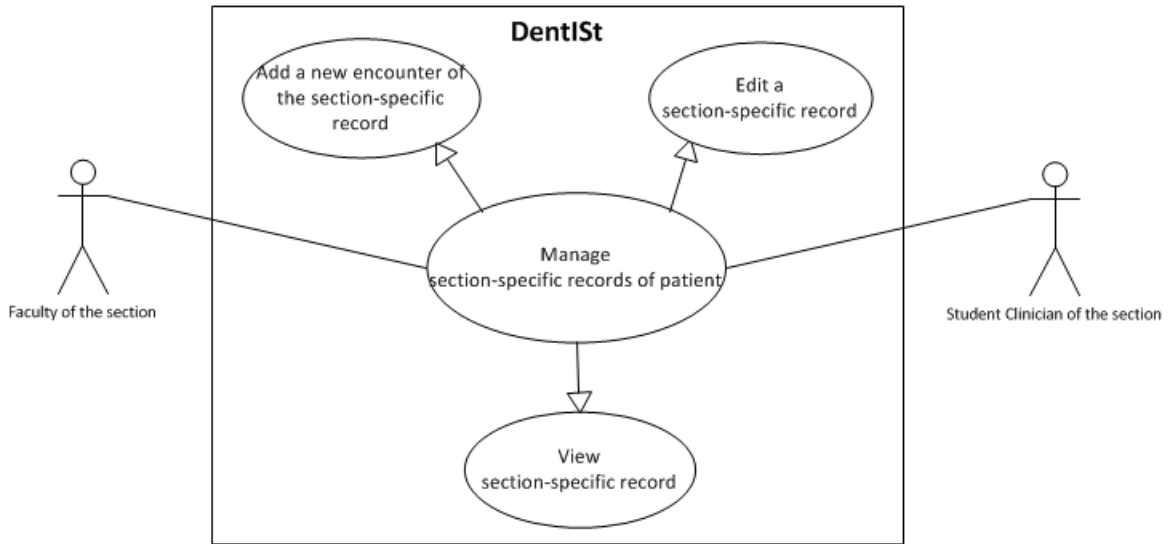 DentISt
Add a new encounter of
the section-specific
record
Edit a
section-specific record
Manage
section-specific records of patient
Faculty of the section
Student Clinician of the section
View
section-specific record